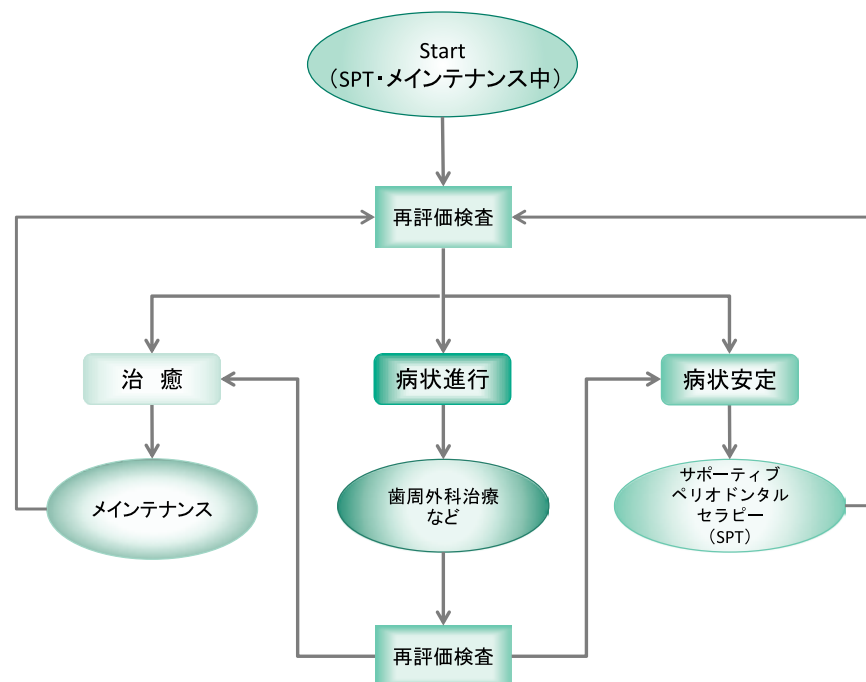 Start
（SPT・メインテナンス中）
再評価検査
治　癒
病状進行
病状安定
メインテナンス
歯周外科治療
など
サポーティブ
ペリオドンタル
セラピー
（SPT）
再評価検査